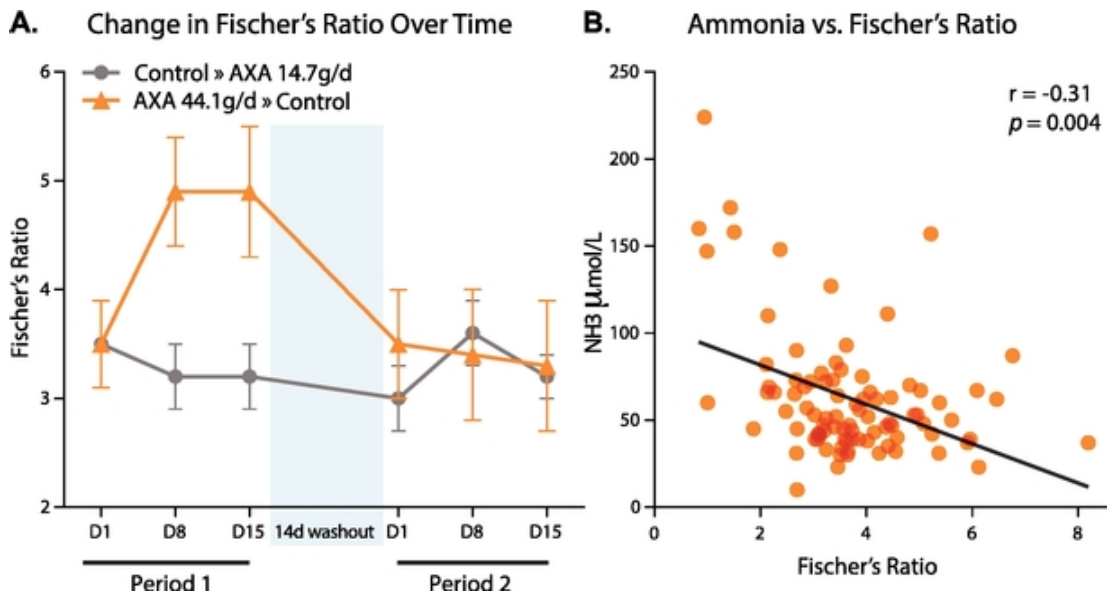 A. Change in Fischer's Ratio Over Time
Control » AXA 14.7g/d
AXA 44.1g/d » Control
Fischer's Ratio
6
5
4
3
2
D1 D8 D15 14d washout D1 D8 D15
Period 1 Period 2
B. Ammonia vs. Fischer's Ratio
r = -0.31
p = 0.004
NH3 μmol/L
250
200
150
100
50
0
0 2 4 6 8
Fischer's Ratio